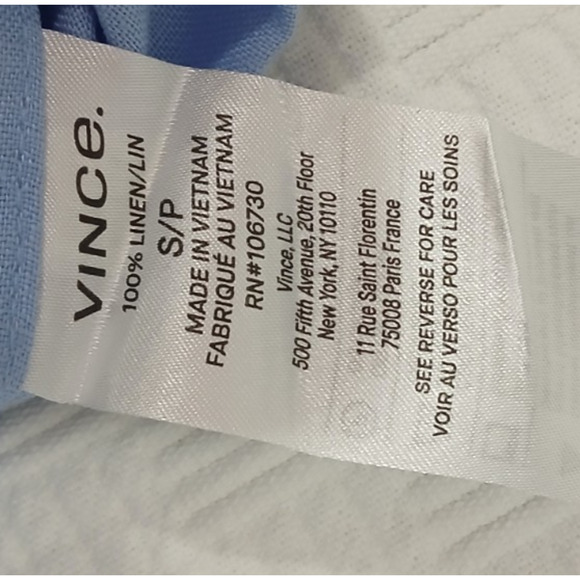 VINCE.
100% LINEN/LIN
S/P
MADE IN VIETNAM
FABRIQUÉ AU VIETNAM
RN#106730
Vince, LLC
500 Fifth Avenue, 20th Floor
New York, NY 10110
11 Rue Saint Florentin
75008 Paris France
SEE REVERSE FOR CARE
VOIR AU VERSO POUR LES SOINS